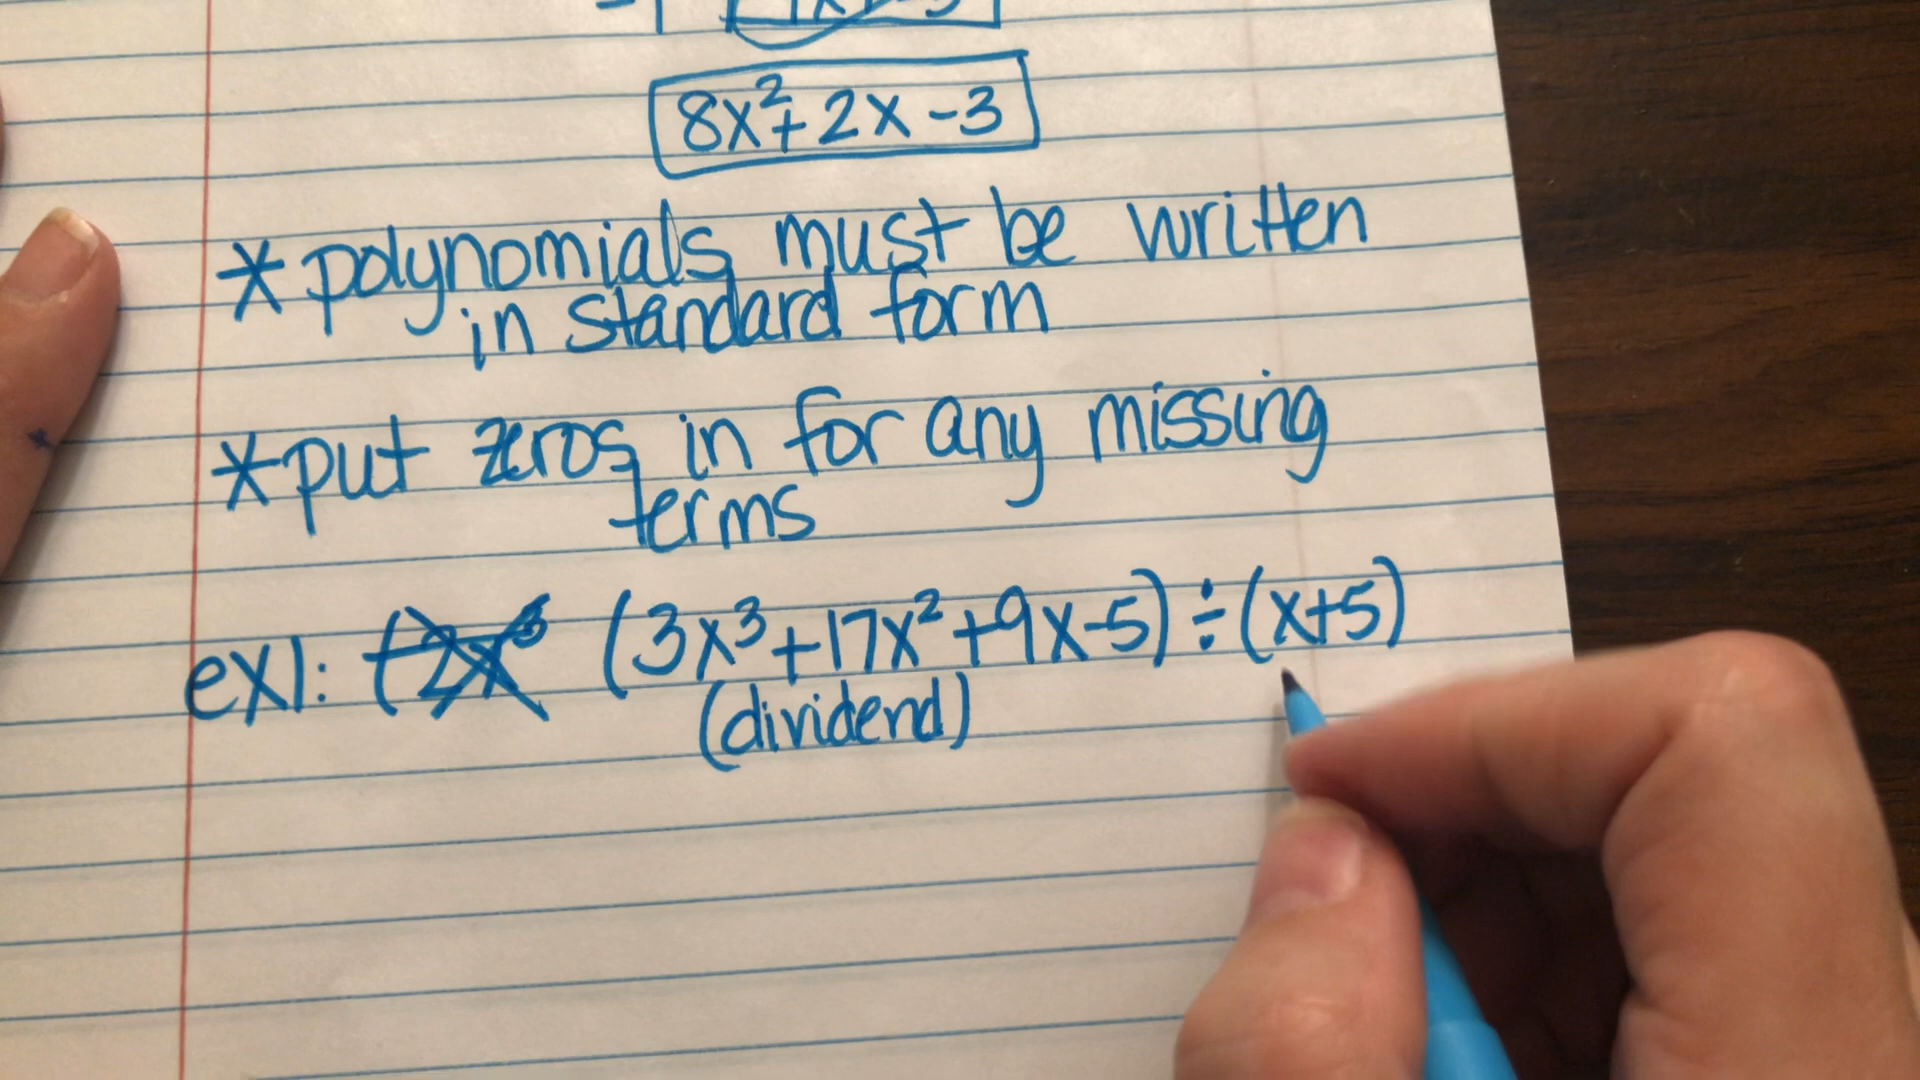 8x²+2x-3
*polynomials must be written
in standard form
*put zeros in for any missing
terms
ex1: (3x³+17x²+9x-5)÷(x+5)
(dividend)